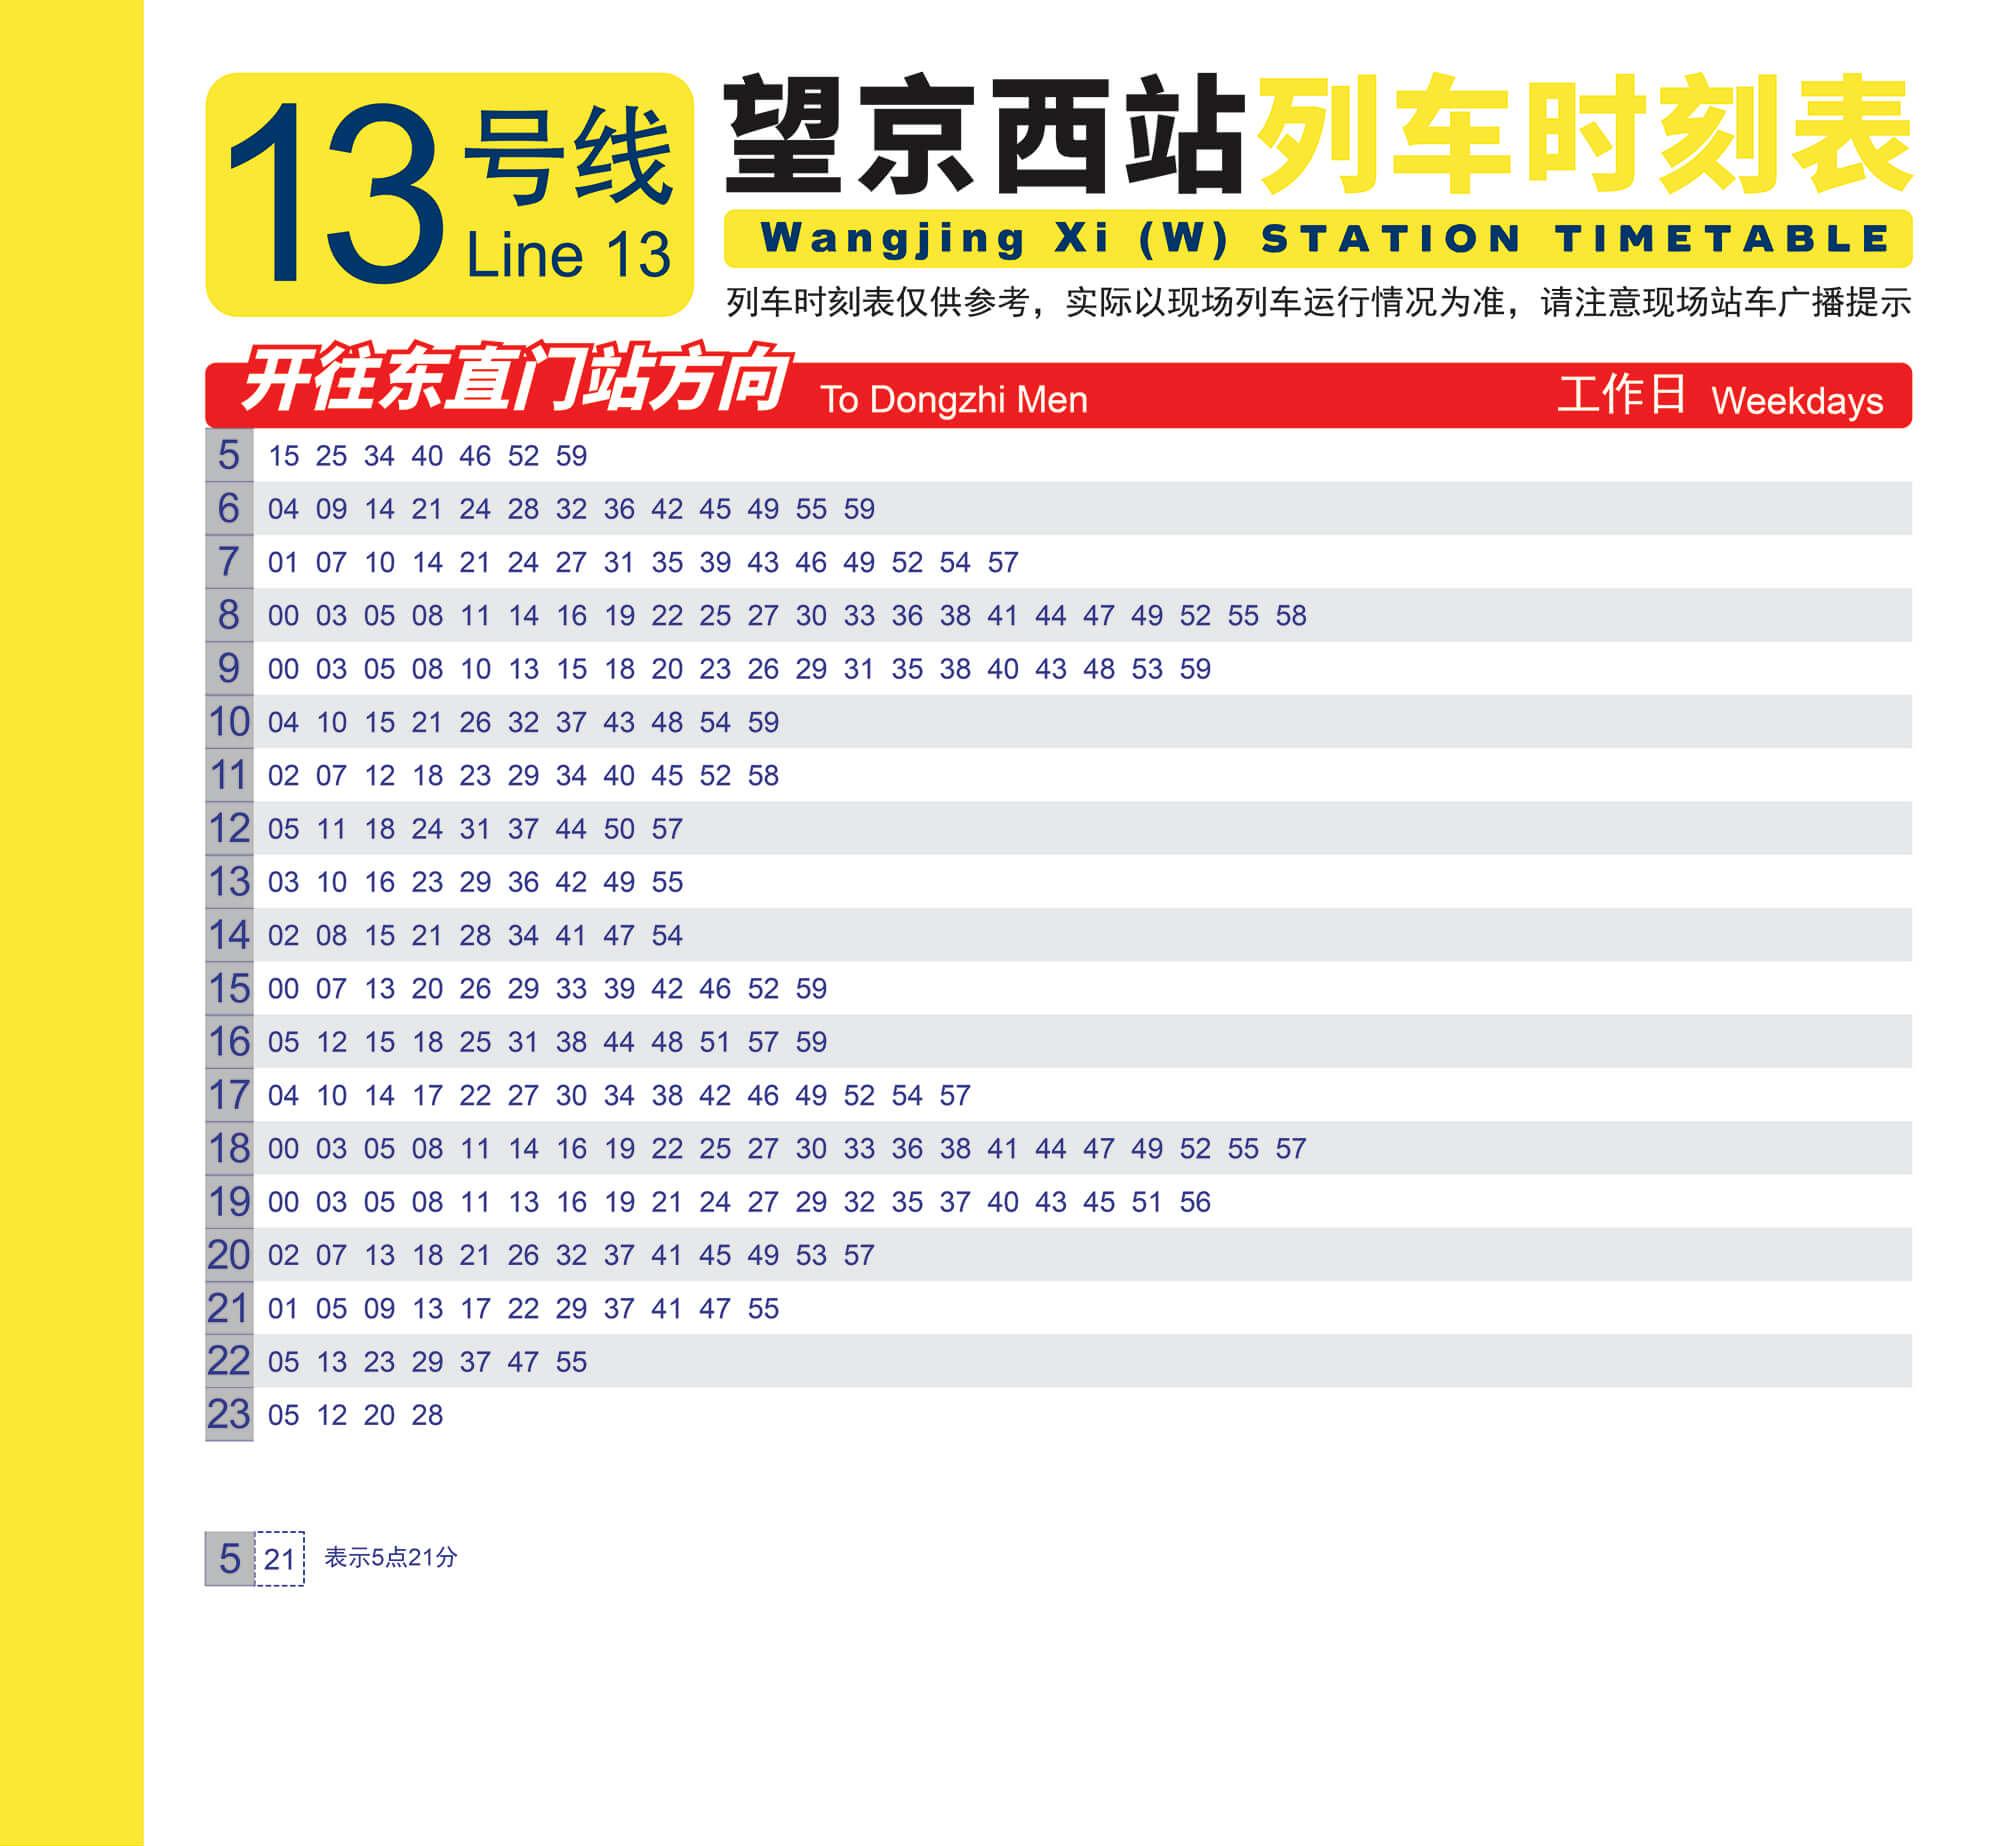 13号线
Line 13
望京西站列车时刻表
Wangjing Xi (W) STATION TIMETABLE
列车时刻表仅供参考，实际以现场列车运行情况为准，请注意现场站车广播提示
开往东直门站方向 To Dongzhi Men 工作日 Weekdays
5 15 25 34 40 46 52 59
6 04 09 14 21 24 28 32 36 42 45 49 55 59
7 01 07 10 14 21 24 27 31 35 39 43 46 49 52 54 57
8 00 03 05 08 11 14 16 19 22 25 27 30 33 36 38 41 44 47 49 52 55 58
9 00 03 05 08 10 13 15 18 20 23 26 29 31 35 38 40 43 48 53 59
10 04 10 15 21 26 32 37 43 48 54 59
11 02 07 12 18 23 29 34 40 45 52 58
12 05 11 18 24 31 37 44 50 57
13 03 10 16 23 29 36 42 49 55
14 02 08 15 21 28 34 41 47 54
15 00 07 13 20 26 29 33 39 42 46 52 59
16 05 12 15 18 25 31 38 44 48 51 57 59
17 04 10 14 17 22 27 30 34 38 42 46 49 52 54 57
18 00 03 05 08 11 14 16 19 22 25 27 30 33 36 38 41 44 47 49 52 55 57
19 00 03 05 08 11 13 16 19 21 24 27 29 32 35 37 40 43 45 51 56
20 02 07 13 18 21 26 32 37 41 45 49 53 57
21 01 05 09 13 17 22 29 37 41 47 55
22 05 13 23 29 37 47 55
23 05 12 20 28
5 21 表示5点21分